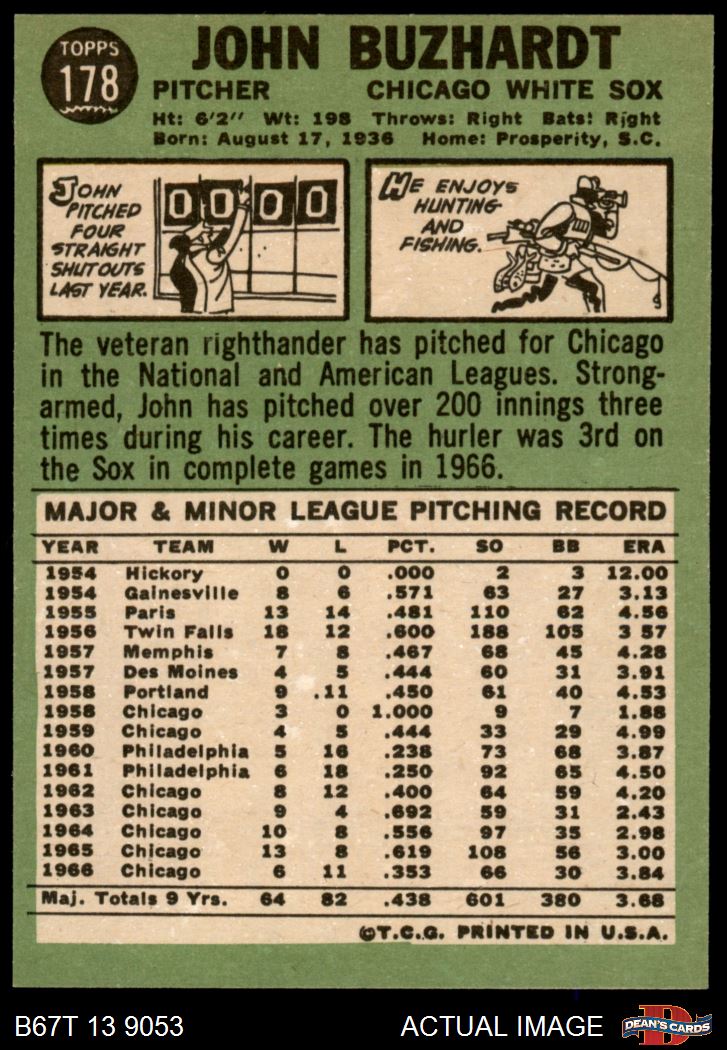 TOPPS
178
JOHN BUZHARDT
PITCHER CHICAGO WHITE SOX
Ht: 6'2" Wt: 198 Throws: Right Bats: Right
Born: August 17, 1936 Home: Prosperity, S.C.
JOHN
PITCHED
FOUR
STRAIGHT
SHUTOUTS
LAST YEAR.
0 0 0 0
HE ENJOYS
HUNTING
AND
FISHING.
The veteran righthander has pitched for Chicago
in the National and American Leagues. Strong-
armed, John has pitched over 200 innings three
times during his career. The hurler was 3rd on
the Sox in complete games in 1966.
MAJOR & MINOR LEAGUE PITCHING RECORD
YEAR TEAM W L PCT. SO BB ERA
1954 Hickory 0 0 .000 2 3 12.00
1954 Gainesville 8 6 .571 63 27 3.13
1955 Paris 13 14 .481 110 62 4.56
1956 Twin Falls 18 12 .600 188 105 3 57
1957 Memphis 7 8 .467 68 45 4.28
1957 Des Moines 4 5 .444 60 31 3.91
1958 Portland 9 .11 .450 61 40 4.53
1958 Chicago 3 0 1.000 9 7 1.88
1959 Chicago 4 5 .444 33 29 4.99
1960 Philadelphia 5 16 .238 73 68 3.87
1961 Philadelphia 6 18 .250 92 65 4.50
1962 Chicago 8 12 .400 64 59 4.20
1963 Chicago 9 4 .692 59 31 2.43
1964 Chicago 10 8 .556 97 35 2.98
1965 Chicago 13 8 .619 108 56 3.00
1966 Chicago 6 11 .353 66 30 3.84
Maj. Totals 9 Yrs. 64 82 .438 601 380 3.68
©T.C.G. PRINTED IN U.S.A.
B67T 13 9053 ACTUAL IMAGE
D
DEAN'S CARDS